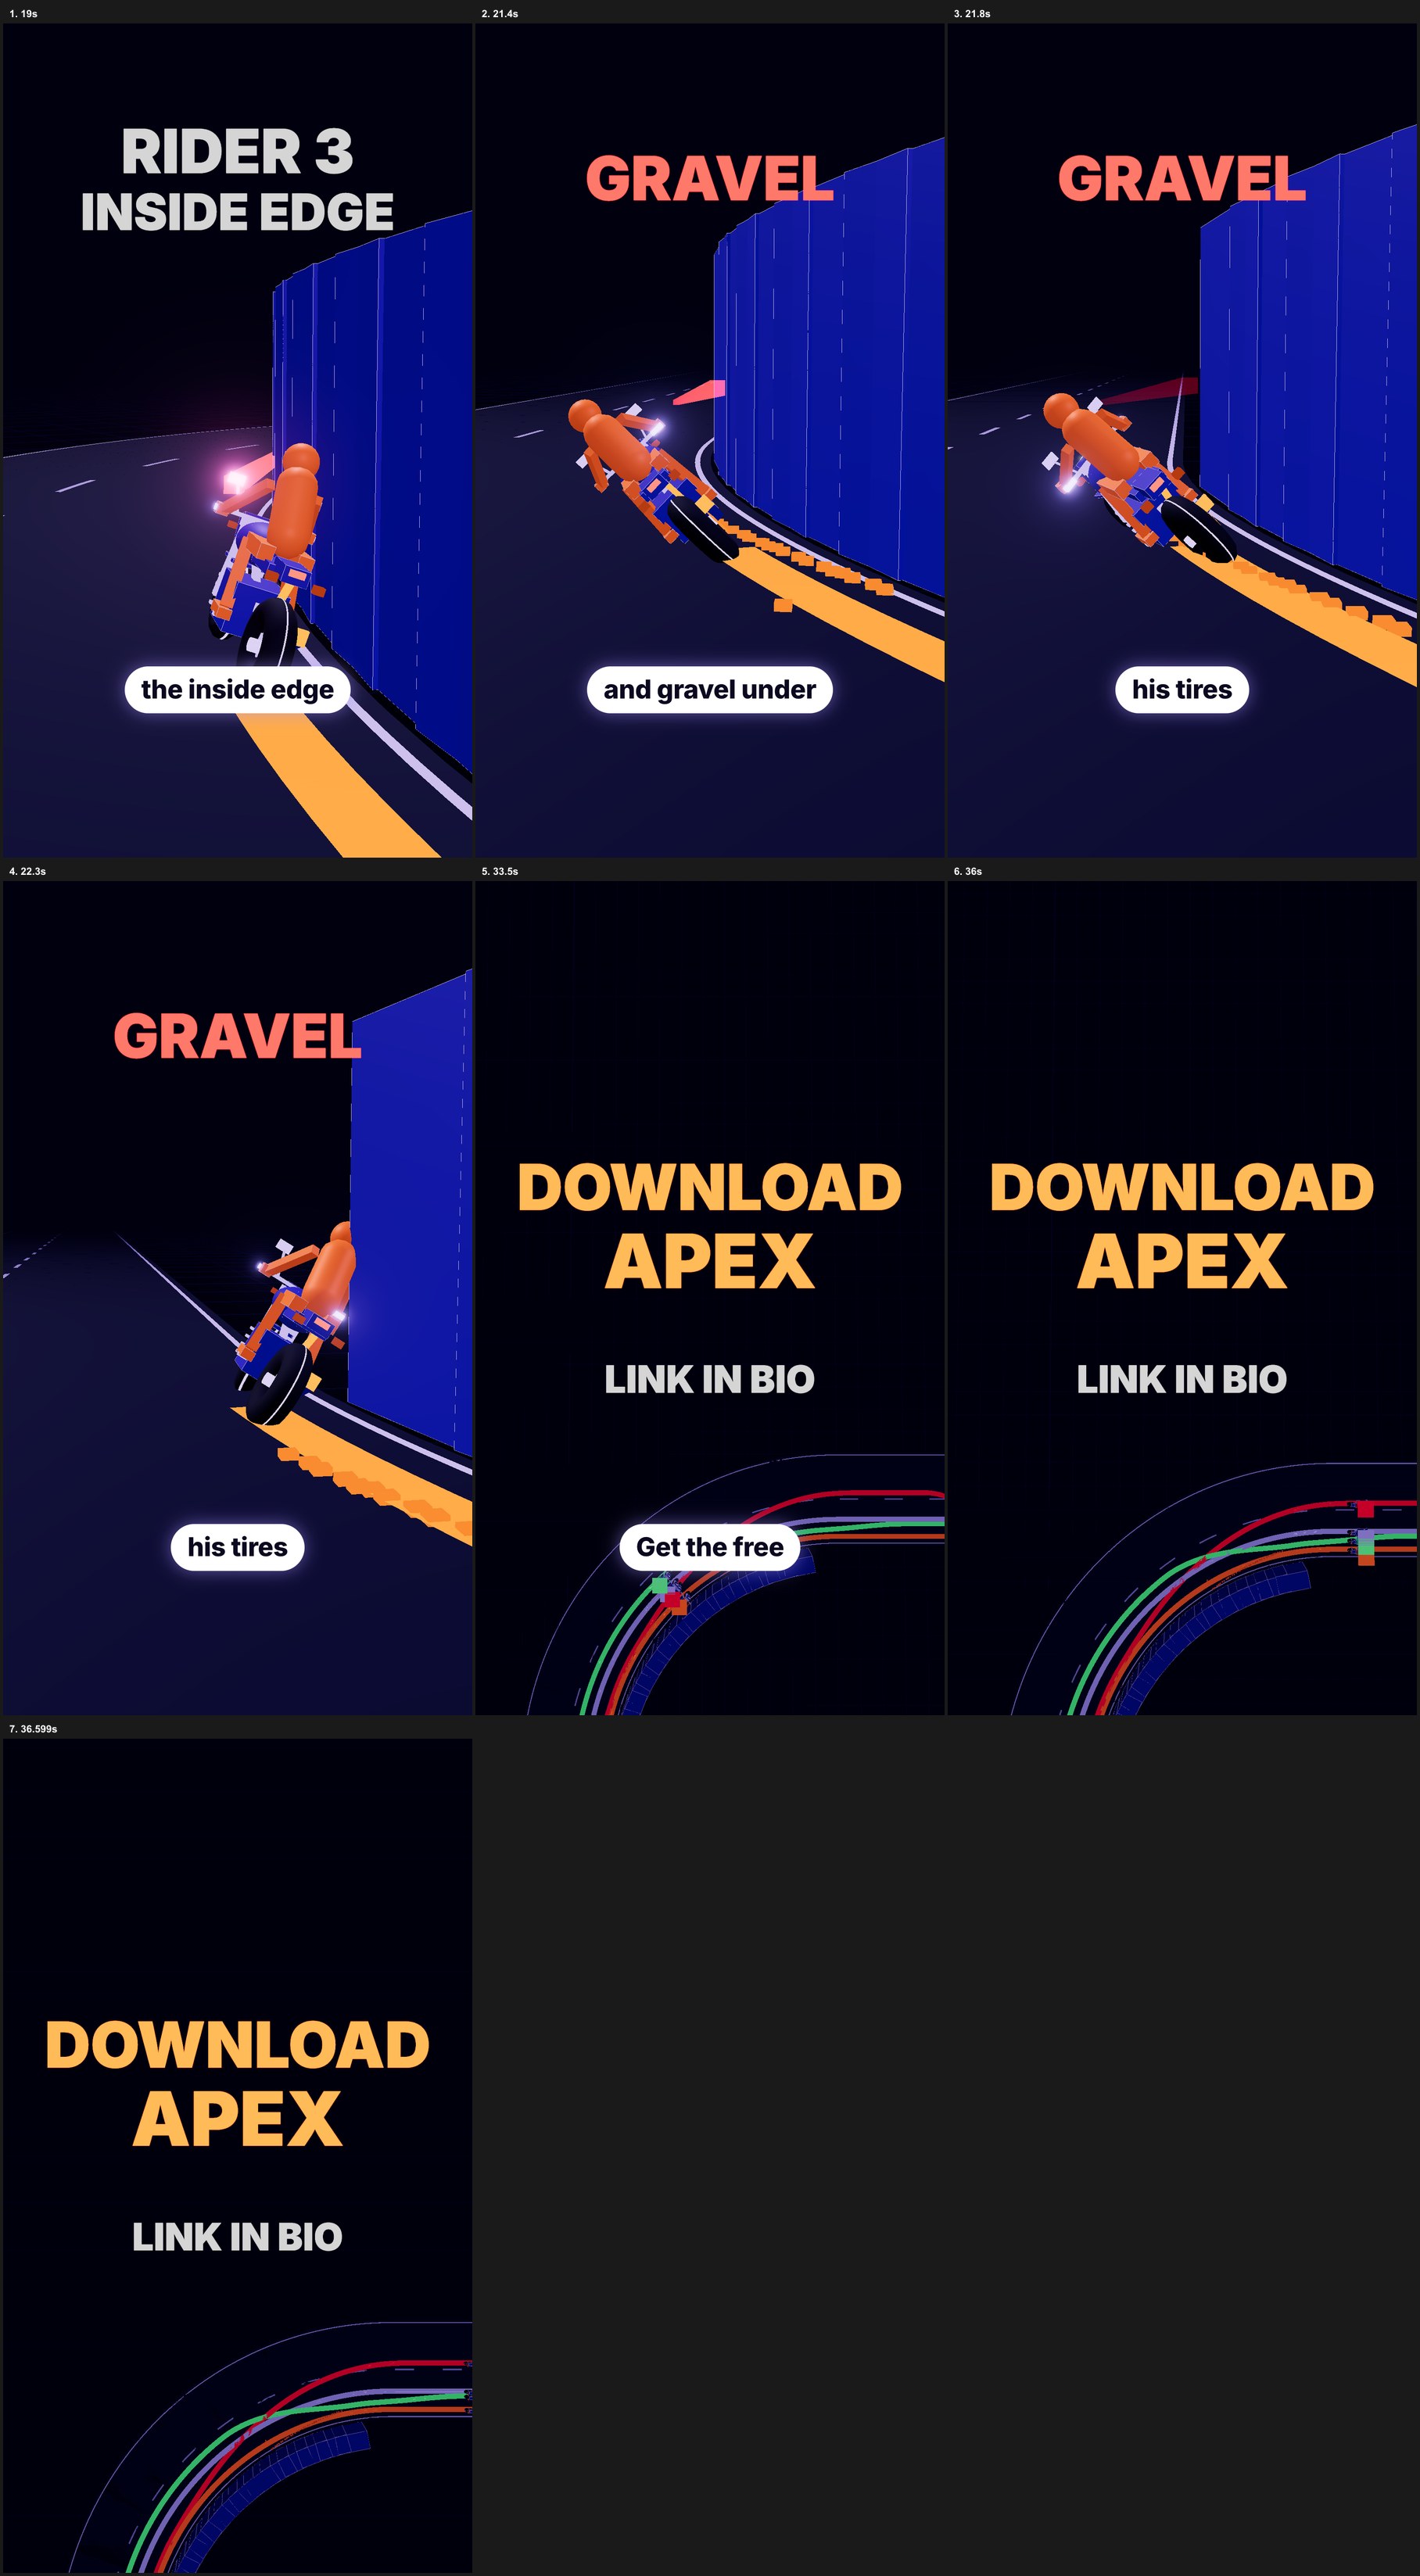 1. 19s
RIDER 3
INSIDE EDGE
the inside edge
2. 21.4s
GRAVEL
and gravel under
3. 21.8s
GRAVEL
his tires
4. 22.3s
GRAVEL
his tires
5. 33.5s
DOWNLOAD
APEX
LINK IN BIO
Get the free
6. 36s
DOWNLOAD
APEX
LINK IN BIO
7. 36.599s
DOWNLOAD
APEX
LINK IN BIO